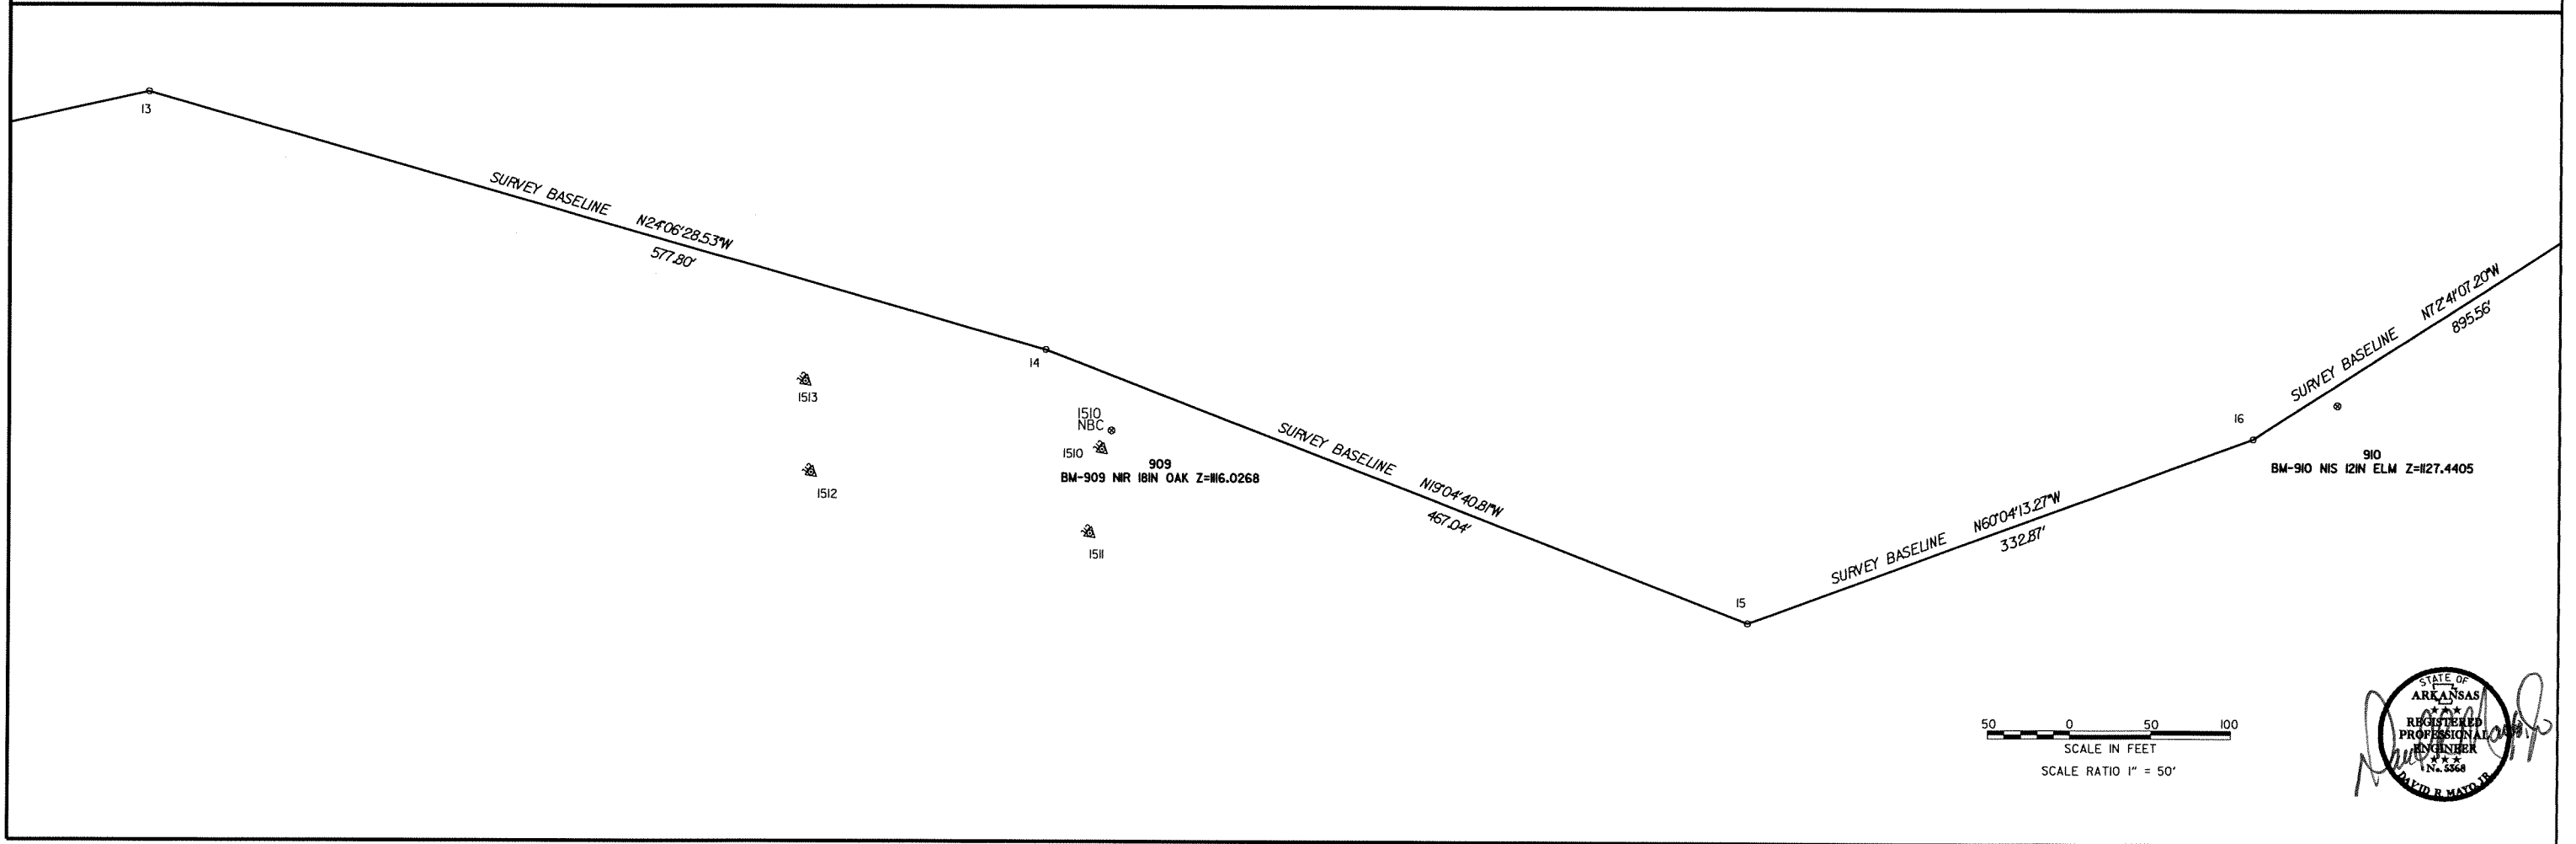 13
SURVEY BASELINE N24°06'28.53"W
577.80'
14
1513
1510
NBC
1510
909
BM-909 NIR 18IN OAK Z=1116.0268
1512
1511
SURVEY BASELINE N19°04'40.81"W
467.04'
15
SURVEY BASELINE N60°04'13.27"W
332.87'
16
SURVEY BASELINE N72°41'07.20"W
895.56'
910
BM-910 NIS 12IN ELM Z=1127.4405
50 0 50 100
SCALE IN FEET
SCALE RATIO 1" = 50'
STATE OF
ARKANSAS
REGISTERED
PROFESSIONAL
ENGINEER
No. 5368
DAVID R. MAYO, JR.